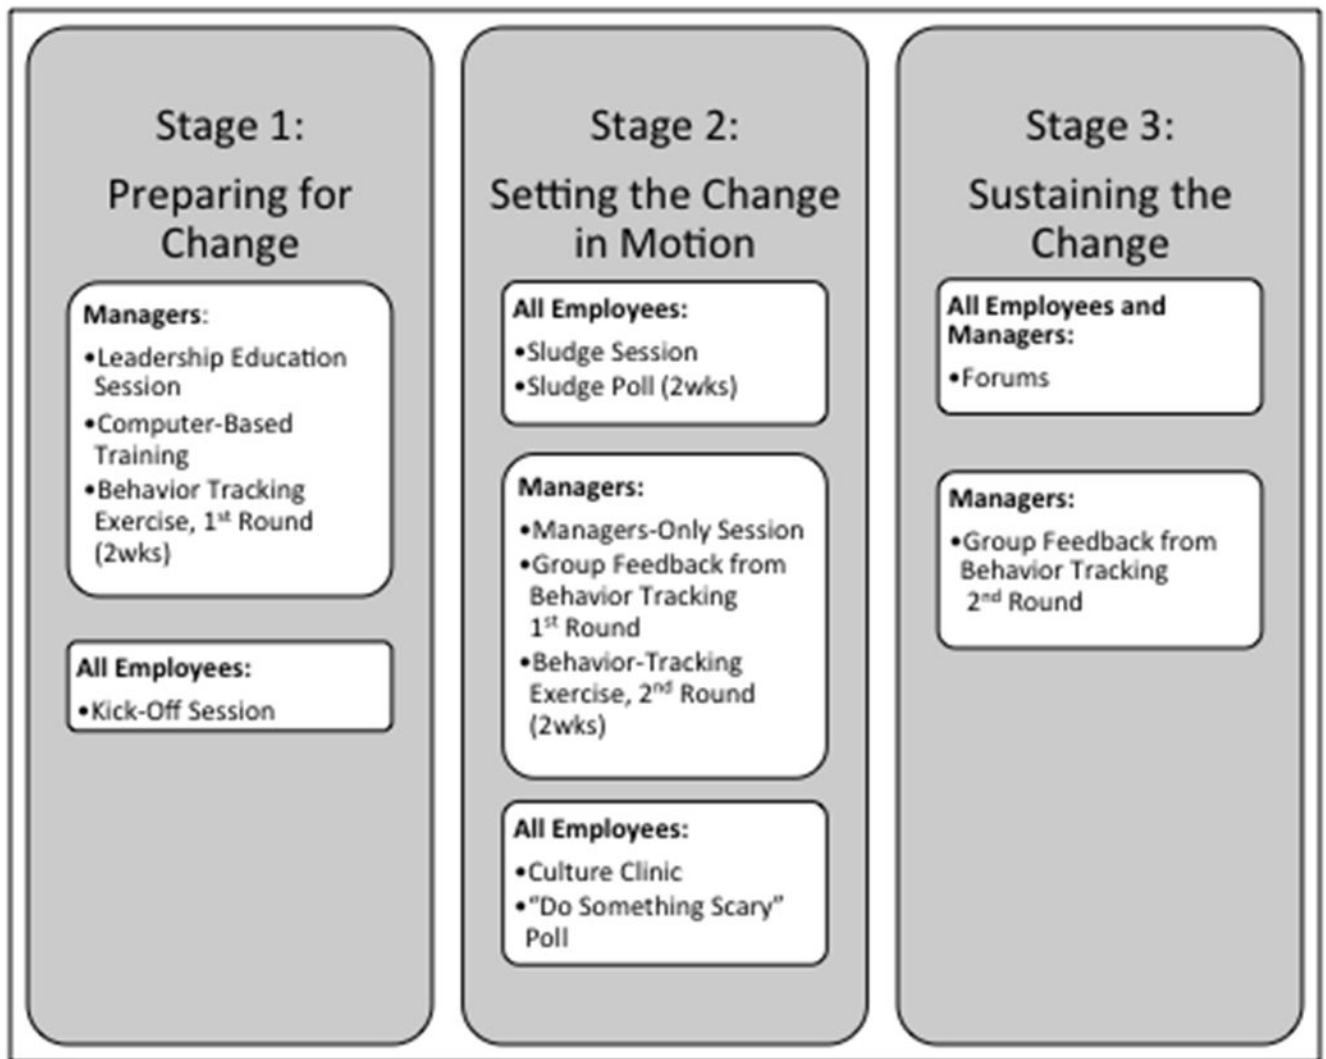 Stage 1:
Preparing for
Change
Managers:
•Leadership Education
Session
•Computer-Based
Training
•Behavior Tracking
Exercise, 1st Round
(2wks)
All Employees:
•Kick-Off Session
Stage 2:
Setting the Change
in Motion
All Employees:
•Sludge Session
•Sludge Poll (2wks)
Managers:
•Managers-Only Session
•Group Feedback from
Behavior Tracking
1st Round
•Behavior-Tracking
Exercise, 2nd Round
(2wks)
All Employees:
•Culture Clinic
•"Do Something Scary"
Poll
Stage 3:
Sustaining the
Change
All Employees and
Managers:
•Forums
Managers:
•Group Feedback from
Behavior Tracking
2nd Round